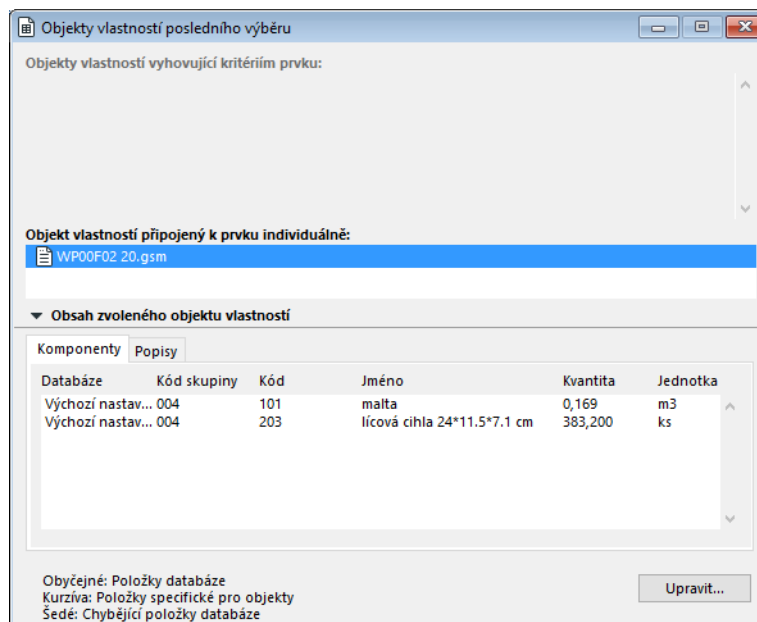 Objekty vlastností posledního výběru
Objekty vlastností vyhovující kritériím prvku:
Objekt vlastností připojený k prvku individuálně:
WP00F02 20.gsm
Obsah zvoleného objektu vlastností
Komponenty Popisy
Databáze Kód skupiny Kód Jméno Kvantita Jednotka
Výchozí nastav... 004 101 malta 0,169 m3
Výchozí nastav... 004 203 lícová cihla 24*11.5*7.1 cm 383,200 ks
Obyčejné: Položky databáze
Kurzíva: Položky specifické pro objekty
Šedé: Chybějící položky databáze
Upravit...